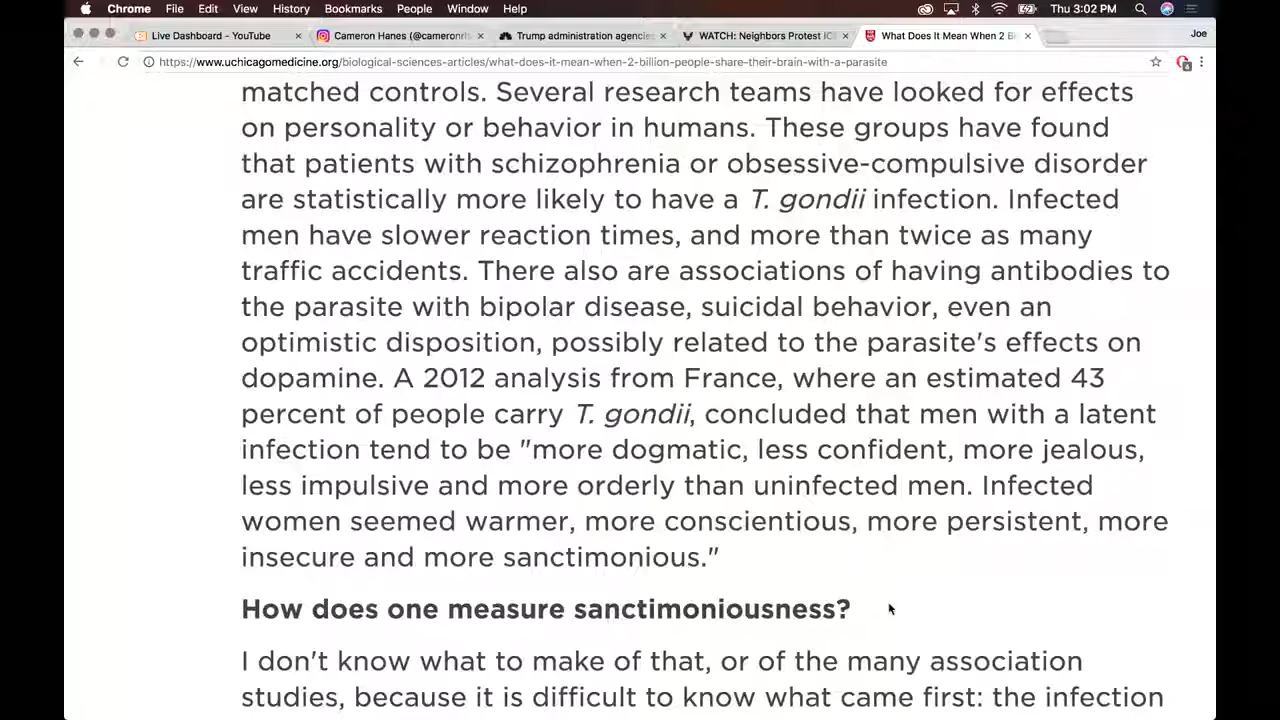 Chrome File Edit View History Bookmarks People Window Help Thu 3:02 PM
Live Dashboard - YouTube × Cameron Hanes (@cameronr × Trump administration agencie × WATCH: Neighbors Protest ICE × What Does It Mean When 2 Bi × Joe
https://www.uchicagomedicine.org/biological-sciences-articles/what-does-it-mean-when-2-billion-people-share-their-brain-with-a-parasite
matched controls. Several research teams have looked for effects
on personality or behavior in humans. These groups have found
that patients with schizophrenia or obsessive-compulsive disorder
are statistically more likely to have a T. gondii infection. Infected
men have slower reaction times, and more than twice as many
traffic accidents. There also are associations of having antibodies to
the parasite with bipolar disease, suicidal behavior, even an
optimistic disposition, possibly related to the parasite's effects on
dopamine. A 2012 analysis from France, where an estimated 43
percent of people carry T. gondii, concluded that men with a latent
infection tend to be "more dogmatic, less confident, more jealous,
less impulsive and more orderly than uninfected men. Infected
women seemed warmer, more conscientious, more persistent, more
insecure and more sanctimonious."
How does one measure sanctimoniousness?
I don't know what to make of that, or of the many association
studies, because it is difficult to know what came first: the infection